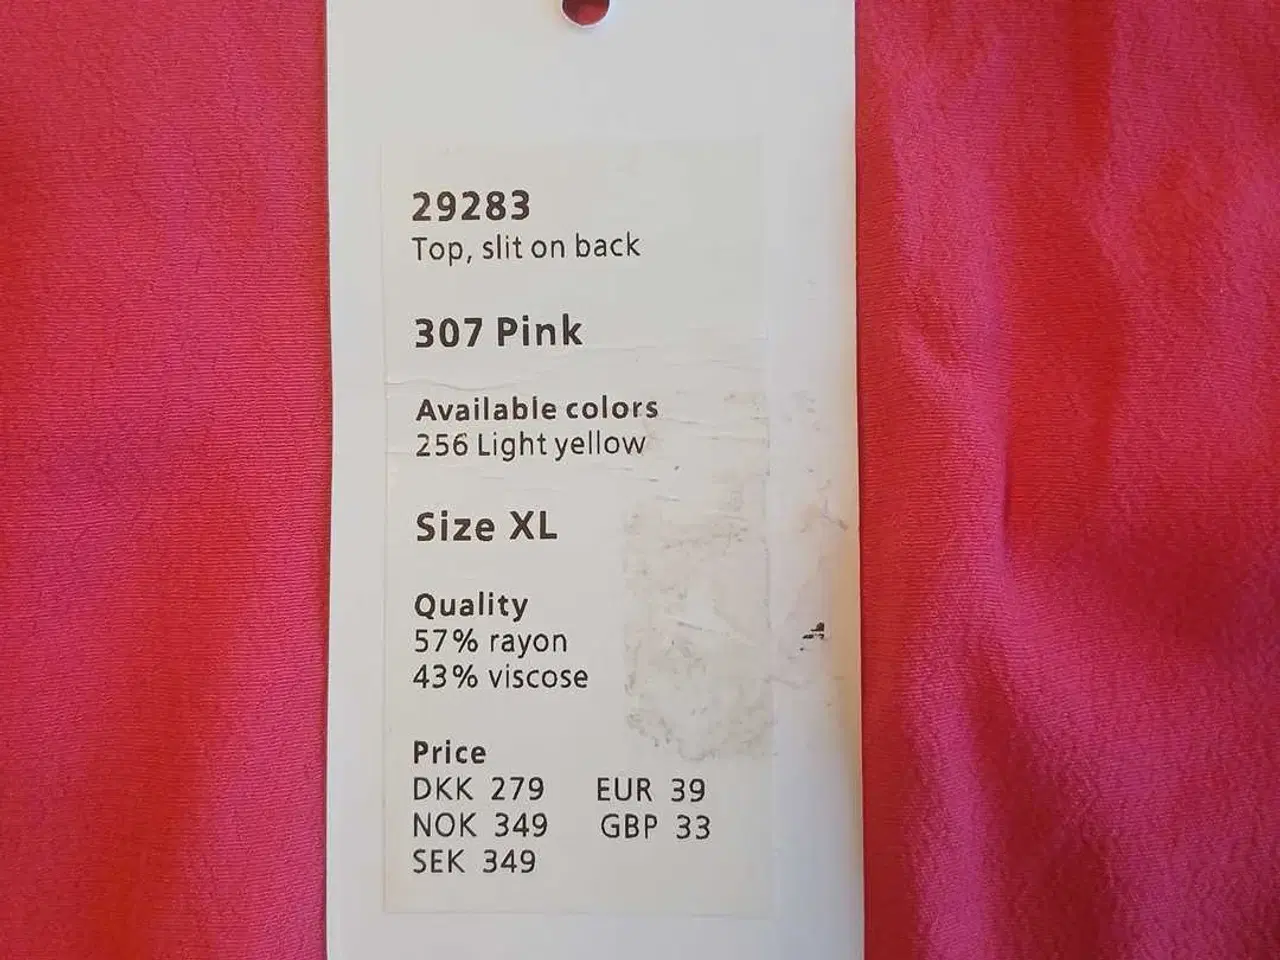 29283
Top, slit on back
307 Pink
Available colors
256 Light yellow
Size XL
Quality
57% rayon
43% viscose
Price
DKK 279 EUR 39
NOK 349 GBP 33
SEK 349